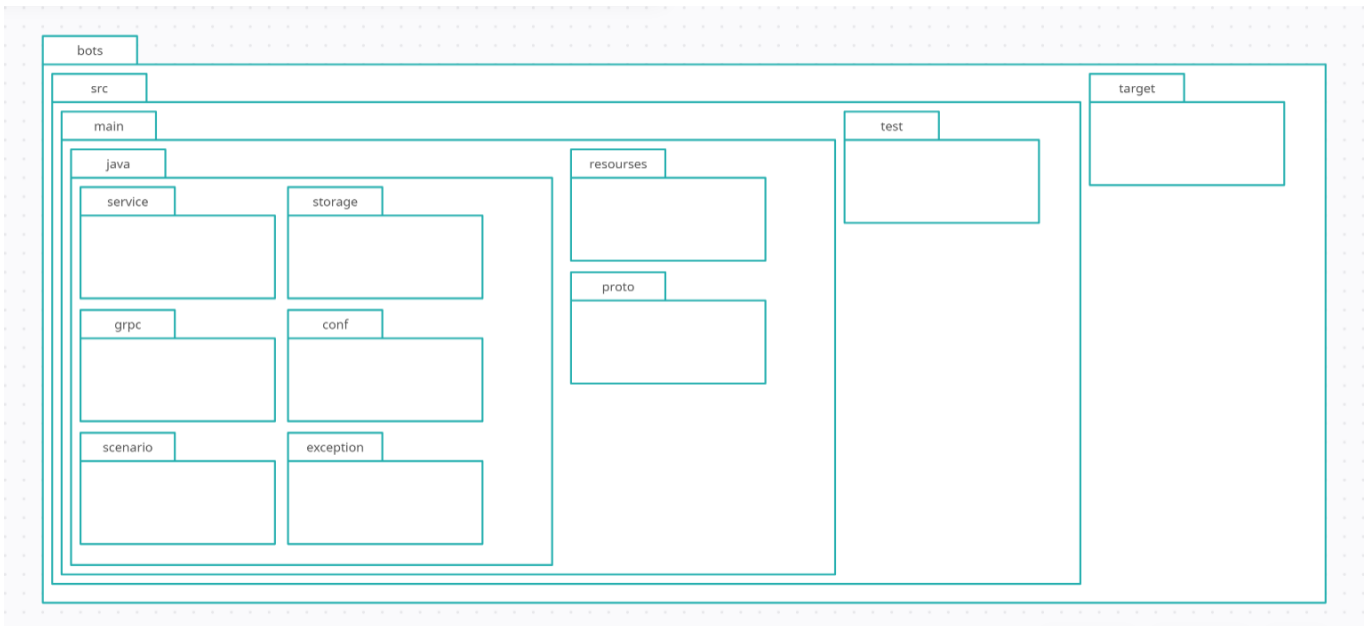 bots
src
target
main
test
java
resourses
service
storage
proto
grpc
conf
scenario
exception